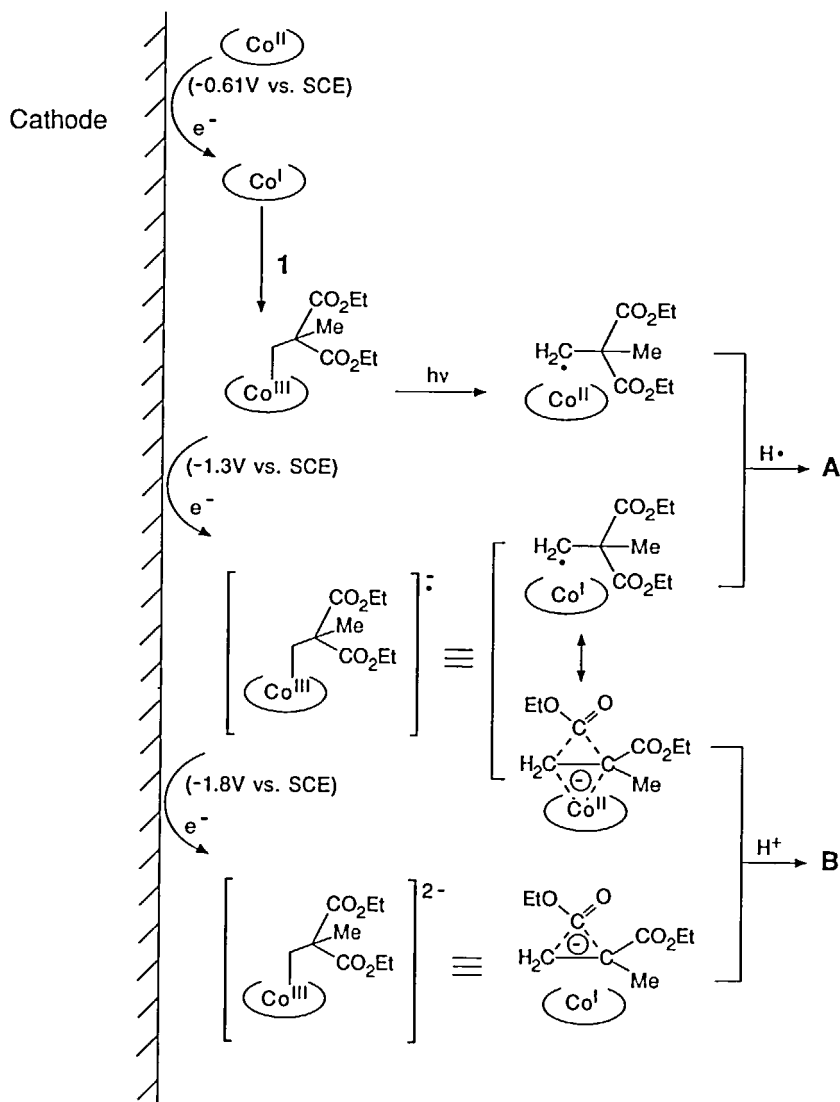 Co^II
(-0.61V vs. SCE)
Cathode
e^-
Co^I
1
CO₂Et
Me
CO₂Et
Co^III
hν
CO₂Et
H₂C
Me
CO₂Et
Co^II
H•
A
(-1.3V vs. SCE)
e^-
CO₂Et
Me
CO₂Et
Co^III
•-
≡
CO₂Et
H₂C
Me
CO₂Et
Co^I
EtO
O
C
CO₂Et
H₂C
C
Me
-
Co^II
(-1.8V vs. SCE)
e^-
H^+
B
CO₂Et
Me
CO₂Et
Co^III
2-
≡
EtO
O
C
CO₂Et
H₂C
C
Me
-
Co^I